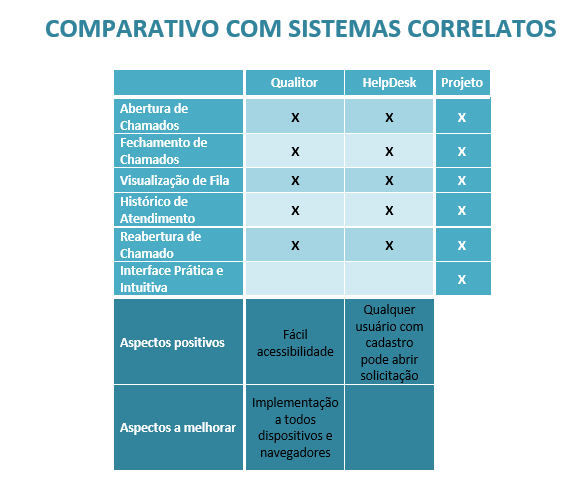 COMPARATIVO COM SISTEMAS CORRELATOS
Qualitor HelpDesk Projeto
Abertura de
Chamados X X X
Fechamento de
Chamados X X X
Visualização de Fila X X X
Histórico de
Atendimento X X X
Reabertura de
Chamado X X X
Interface Prática e
Intuitiva X
Aspectos positivos
Fácil
acessibilidade
Qualquer
usuário com
cadastro
pode abrir
solicitação
Aspectos a melhorar
Implementação
a todos
dispositivos e
navegadores